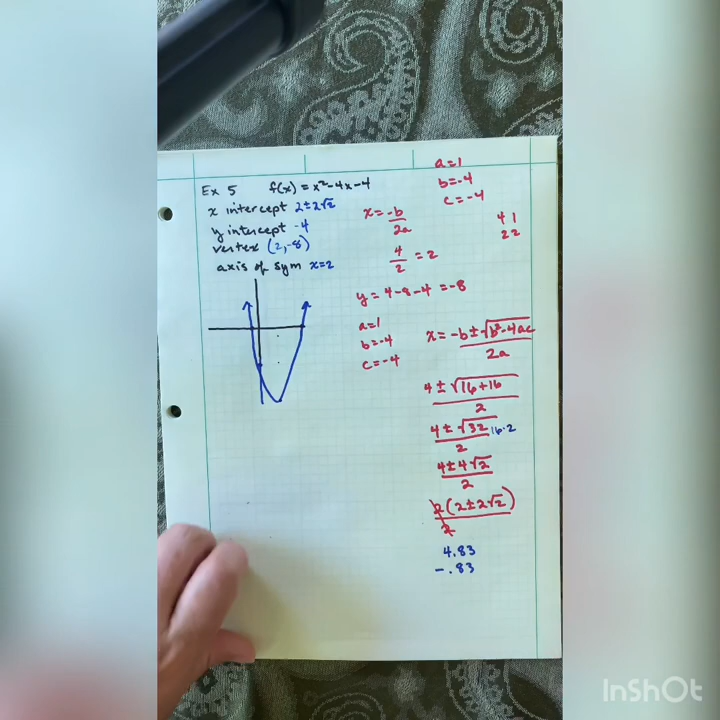 Ex 5 f(x) = x²-4x-4
x intercept 2±2√2
y intercept -4
vertex (2,-8)
axis of sym x=2
a=1
b=-4
c=-4
x=-b/2a
4 1
2 2
4/2 = 2
y = 4-8-4 = -8
a=1
b=-4
c=-4
x = -b±√b²-4ac/2a
4±√16+16/2
4±√32/2 16·2
4±4√2/2
2(2±2√2)/2
4.83
-.83
InShOt